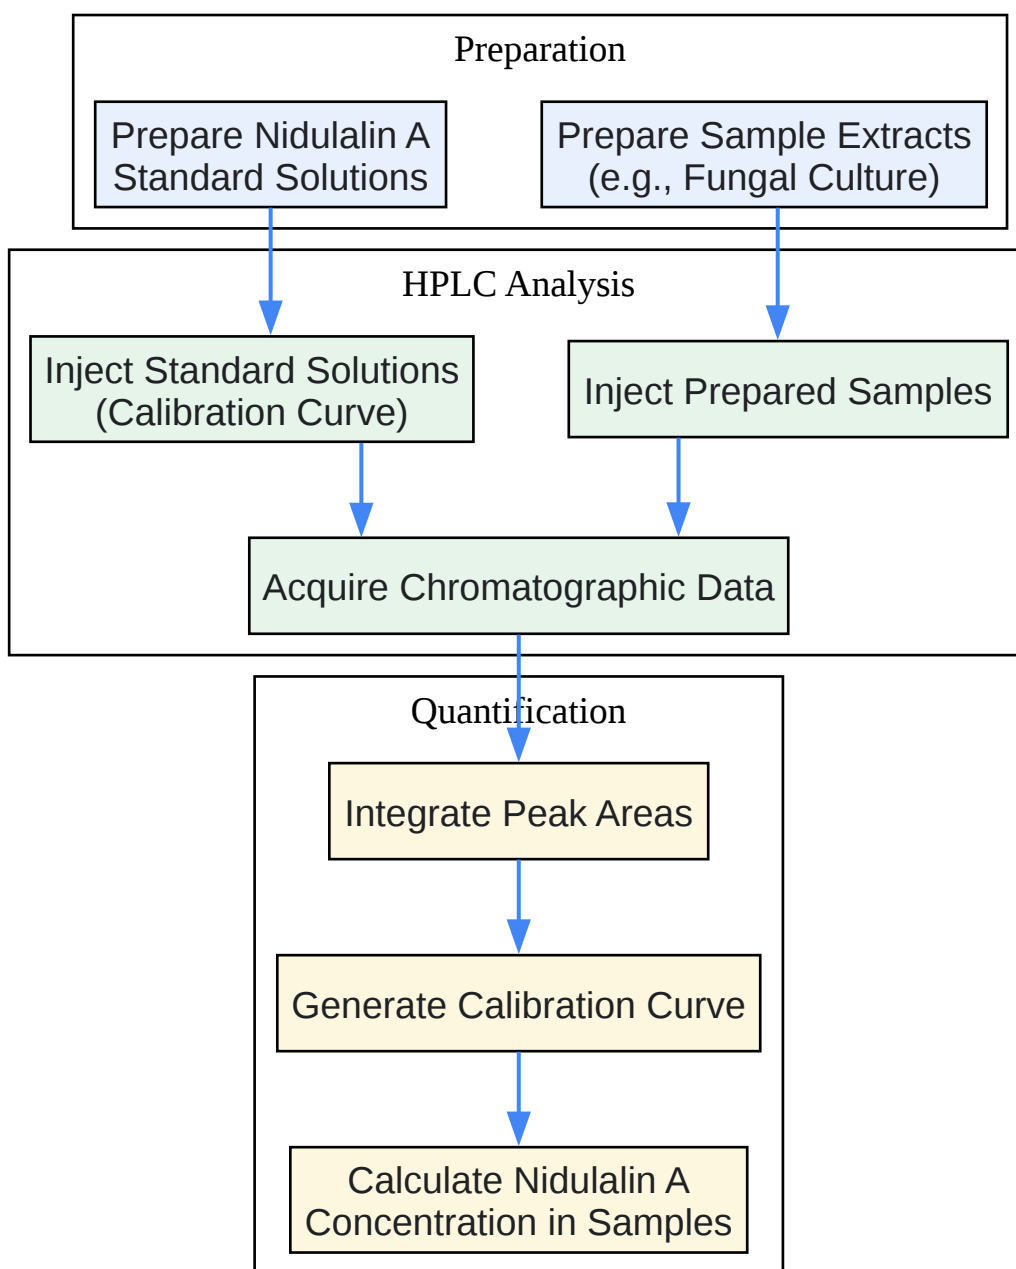 Preparation
Prepare Nidulalin A
Standard Solutions
Prepare Sample Extracts
(e.g., Fungal Culture)
HPLC Analysis
Inject Standard Solutions
(Calibration Curve)
Inject Prepared Samples
Acquire Chromatographic Data
Quantification
Integrate Peak Areas
Generate Calibration Curve
Calculate Nidulalin A
Concentration in Samples